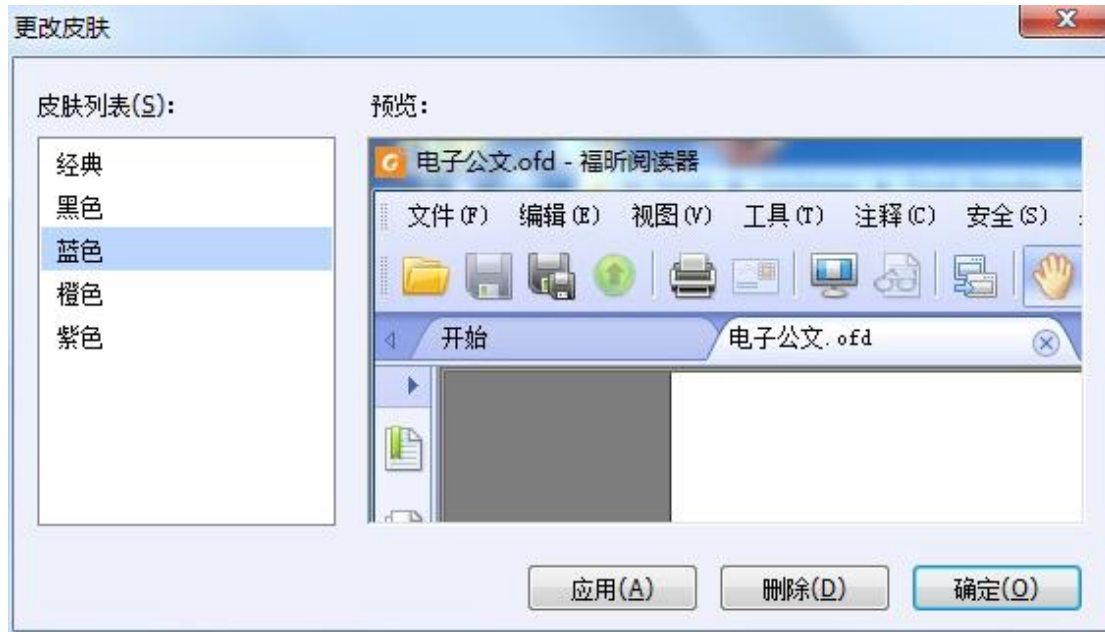 更改皮肤
皮肤列表(S):
预览:
经典
黑色
蓝色
橙色
紫色
电子公文.ofd - 福昕阅读器
文件(F) 编辑(E) 视图(V) 工具(T) 注释(C) 安全(S)
开始 电子公文.ofd
应用(A) 删除(D) 确定(O)